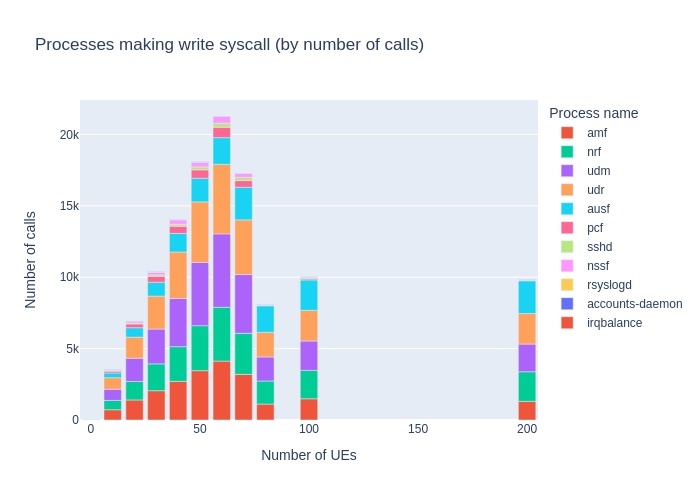 Processes making write syscall (by number of calls)
Process name
amf
nrf
udm
udr
ausf
pcf
sshd
nssf
rsyslogd
accounts-daemon
irqbalance
Number of calls
20k
15k
10k
5k
0
0 50 100 150 200
Number of UEs